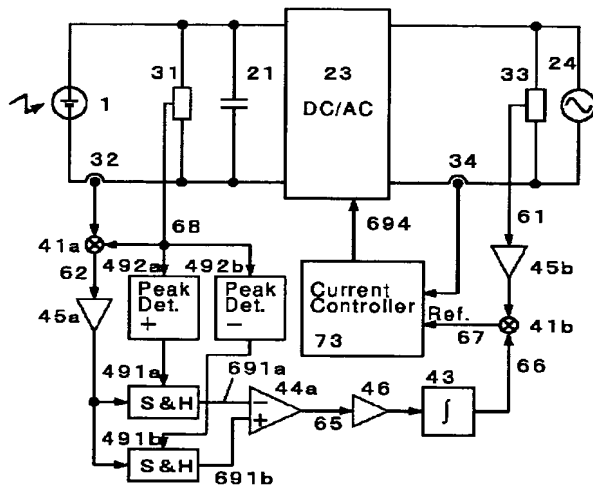 31
21
23
DC/AC
33
24
1
32
34
68
694
61
41a
62
492a
492b
45a
Peak
Det.
+
Peak
Det.
−
Current
Controller
73
Ref.
67
45b
41b
66
491a
691a
44a
46
43
S&H
−
+
∫
65
491b
S&H
691b